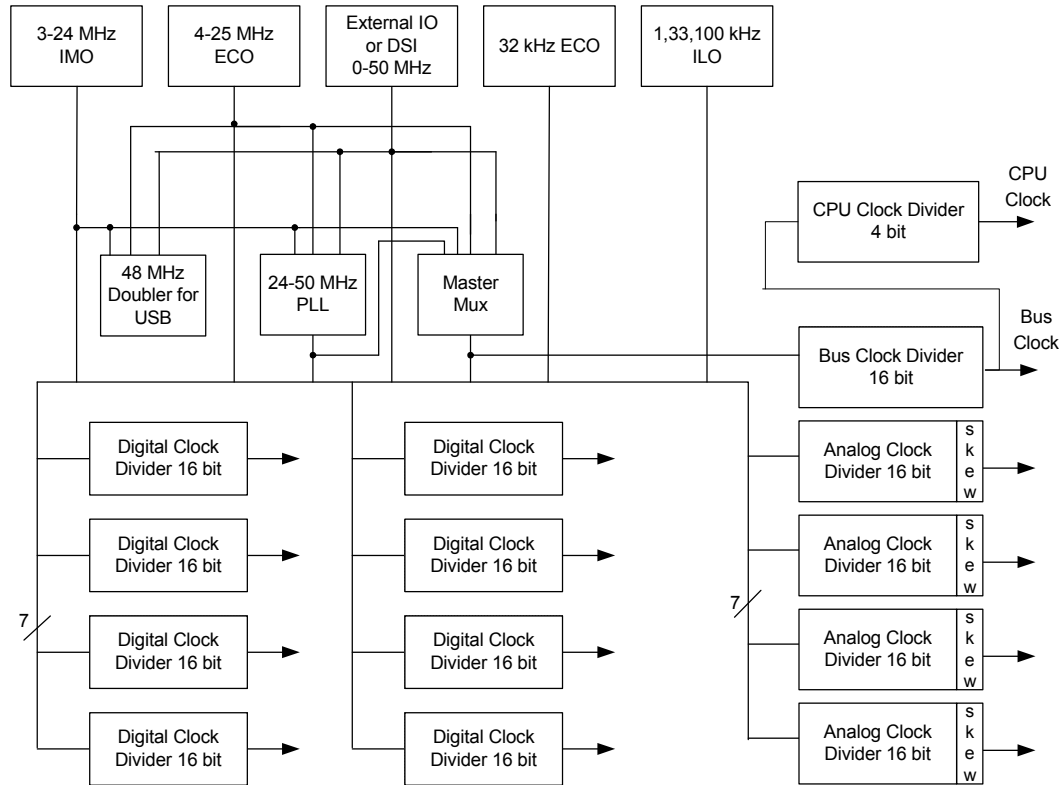 3-24 MHz
IMO
4-25 MHz
ECO
External IO
or DSI
0-50 MHz
32 kHz ECO
1,33,100 kHz
ILO
CPU
Clock
CPU Clock Divider
4 bit
48 MHz
Doubler for
USB
24-50 MHz
PLL
Master
Mux
Bus
Clock
Bus Clock Divider
16 bit
Digital Clock
Divider 16 bit
Digital Clock
Divider 16 bit
Analog Clock
Divider 16 bit
s
k
e
w
Digital Clock
Divider 16 bit
Digital Clock
Divider 16 bit
Analog Clock
Divider 16 bit
s
k
e
w
7
7
Digital Clock
Divider 16 bit
Digital Clock
Divider 16 bit
Analog Clock
Divider 16 bit
s
k
e
w
Digital Clock
Divider 16 bit
Digital Clock
Divider 16 bit
Analog Clock
Divider 16 bit
s
k
e
w